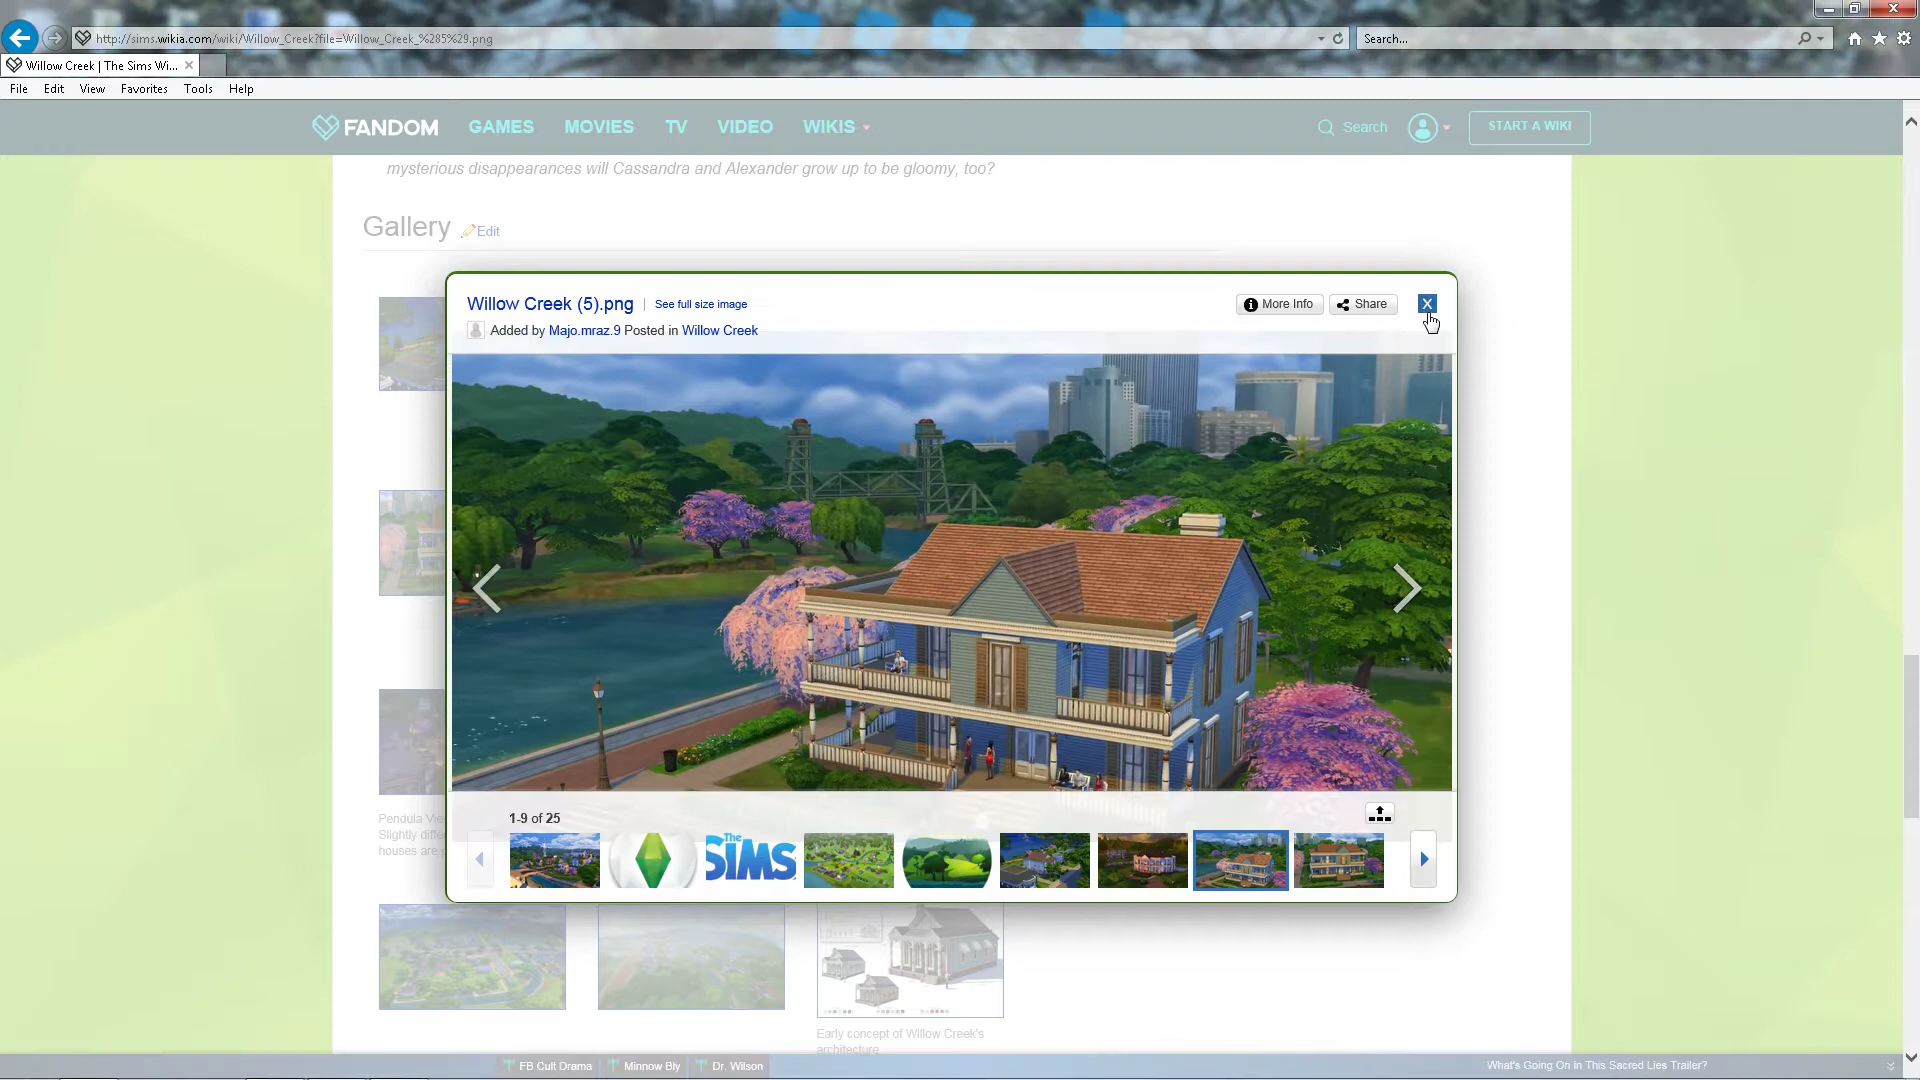 http://sims.wikia.com/wiki/Willow_Creek?file=Willow_Creek_%285%29.png
Search...
Willow Creek | The Sims Wi...
File Edit View Favorites Tools Help
FANDOM GAMES MOVIES TV VIDEO WIKIS Search START A WIKI
mysterious disappearances will Cassandra and Alexander grow up to be gloomy, too?
Gallery Edit
Willow Creek (5).png See full size image More Info Share X
Added by Majo.mraz.9 Posted in Willow Creek
1-9 of 25
The SIMS
Slightly
houses are
Early concept of Willow Creek's
architecture
FB Cult Drama Minnow Bly Dr. Wilson What's Going On in This Sacred Lies Trailer?